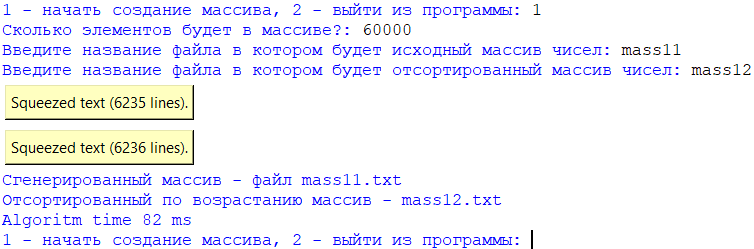 1 - начать создание массива, 2 - выйти из программы: 1
Сколько элементов будет в массиве?: 60000
Введите название файла в котором будет исходный массив чисел: mass11
Введите название файла в котором будет отсортированный массив чисел: mass12
Squeezed text (6235 lines).
Squeezed text (6236 lines).
Сгенерированный массив - файл mass11.txt
Отсортированный по возрастанию массив - mass12.txt
Algoritm time 82 ms
1 - начать создание массива, 2 - выйти из программы: